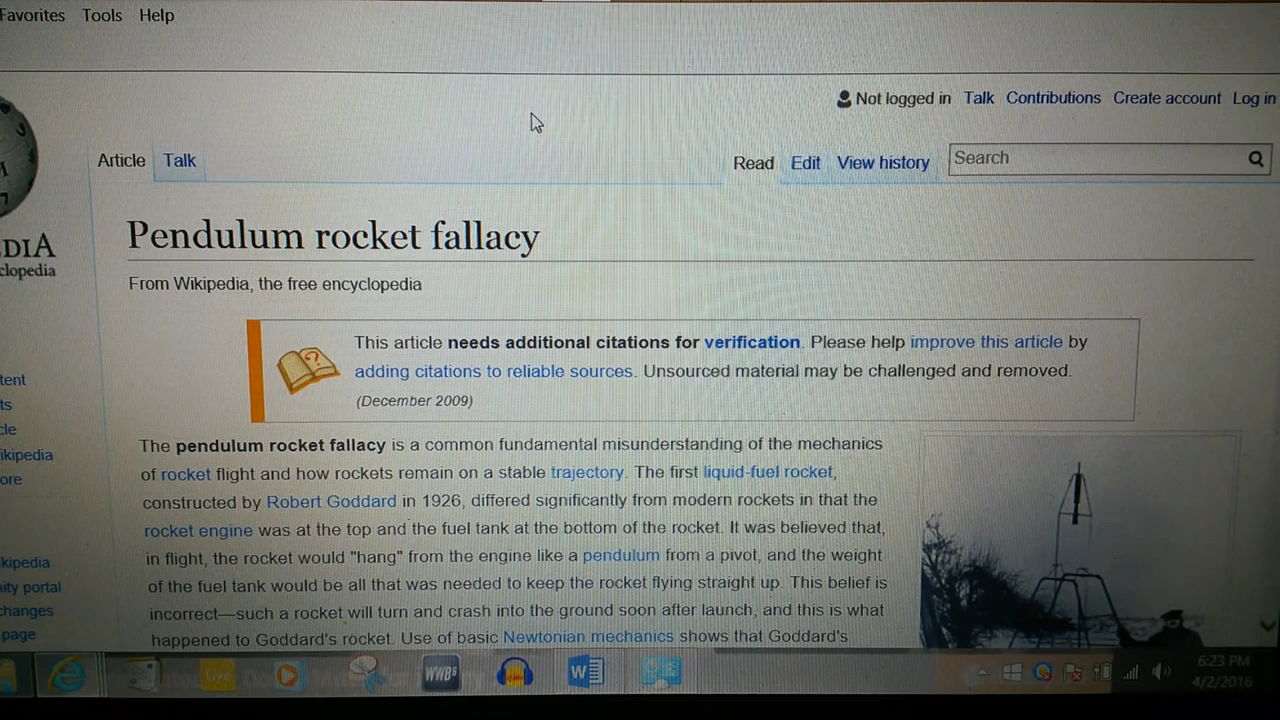 Favorites Tools Help
Not logged in Talk Contributions Create account Log in
Article Talk Read Edit View history Search
Pendulum rocket fallacy
DIA
clopedia
From Wikipedia, the free encyclopedia
This article needs additional citations for verification. Please help improve this article by
adding citations to reliable sources. Unsourced material may be challenged and removed.
(December 2009)
tent
ts
cle
ikipedia
ore
The pendulum rocket fallacy is a common fundamental misunderstanding of the mechanics
of rocket flight and how rockets remain on a stable trajectory. The first liquid-fuel rocket,
constructed by Robert Goddard in 1926, differed significantly from modern rockets in that the
rocket engine was at the top and the fuel tank at the bottom of the rocket. It was believed that,
in flight, the rocket would "hang" from the engine like a pendulum from a pivot, and the weight
of the fuel tank would be all that was needed to keep the rocket flying straight up. This belief is
incorrect—such a rocket will turn and crash into the ground soon after launch, and this is what
happened to Goddard's rocket. Use of basic Newtonian mechanics shows that Goddard's
kipedia
ity portal
changes
page
Live
WWB8
W
6:23 PM
4/2/2016